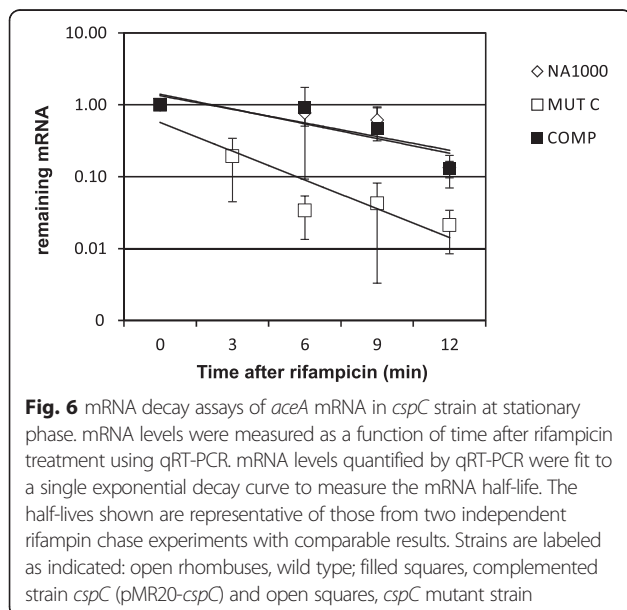 10.00
1.00
0.10
0.01
0
remaining mRNA
0 3 6 9 12
Time after rifampicin (min)
NA1000
MUT C
COMP
Fig. 6 mRNA decay assays of aceA mRNA in cspC strain at stationary
phase. mRNA levels were measured as a function of time after rifampicin
treatment using qRT-PCR. mRNA levels quantified by qRT-PCR were fit to
a single exponential decay curve to measure the mRNA half-life. The
half-lives shown are representative of those from two independent
rifampin chase experiments with comparable results. Strains are labeled
as indicated: open rhombuses, wild type; filled squares, complemented
strain cspC (pMR20-cspC) and open squares, cspC mutant strain